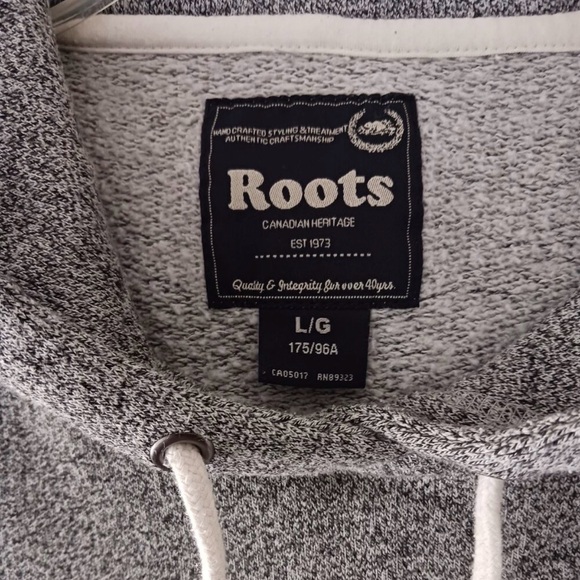 HAND CRAFTED STYLING & TREATMENT
AUTHENTIC CRAFTSMANSHIP
Roots
CANADIAN HERITAGE
EST 1973
Quality & Integrity for over 40yrs.
L/G
175/96A
CA05017 RN89323